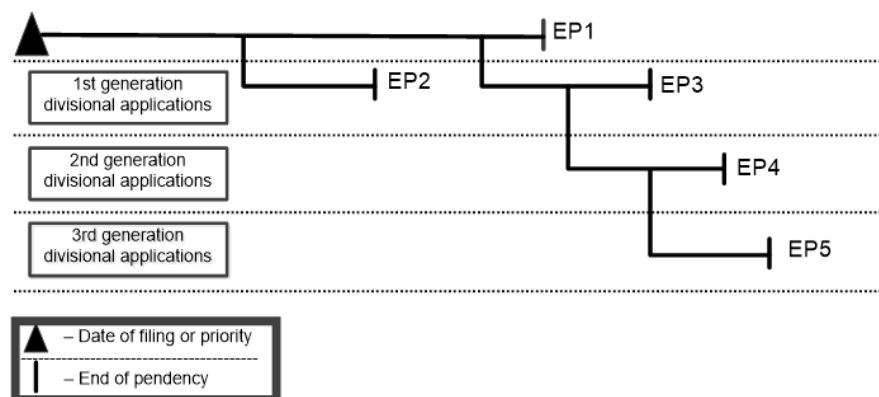 EP1
1st generation
divisional applications
EP2
EP3
2nd generation
divisional applications
EP4
3rd generation
divisional applications
EP5
– Date of filing or priority
– End of pendency